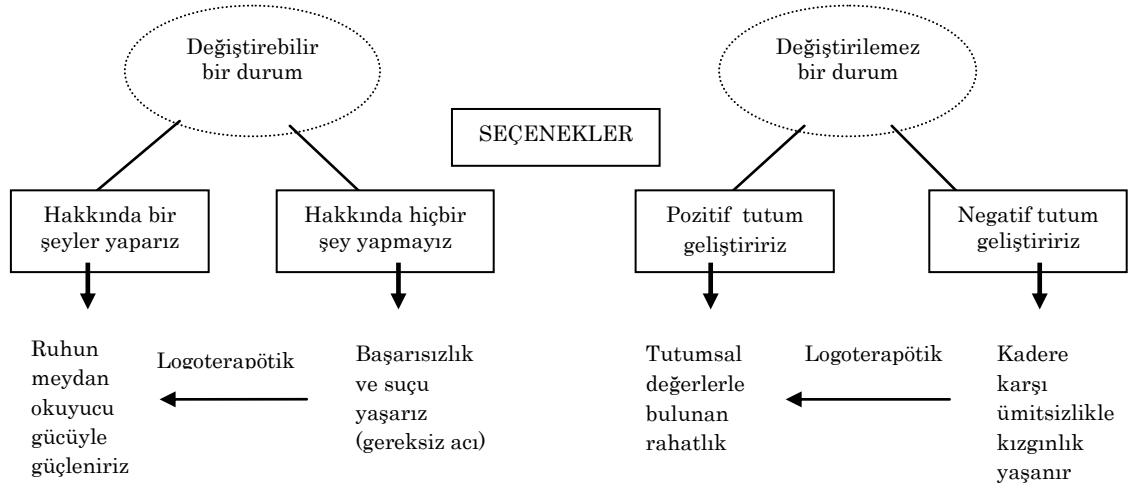 Değiştirebilir
bir durum
Değiştirilemez
bir durum
SEÇENEKLER
Hakkında bir
şeyler yaparız
Hakkında hiçbir
şey yapmayız
Pozitif tutum
geliştiririz
Negatif tutum
geliştiririz
Ruhun
meydan
okuyucu
gücüyle
güçleniriz
Logoterapötik
Başarısızlık
ve suçu
yaşarız
(gereksiz acı)
Tutumsal
değerlerle
bulunan
rahatlık
Logoterapötik
Kadere
karşı
ümitsizlikle
kızgınlık
yaşanır